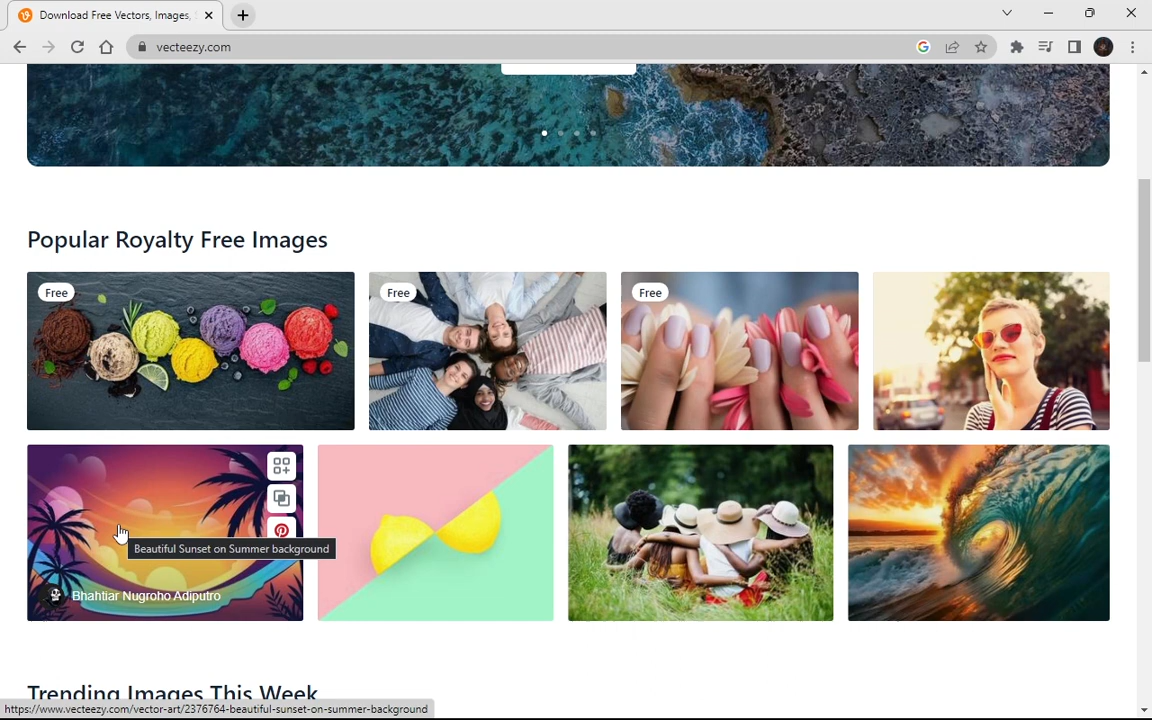 Download Free Vectors, Images,
vecteezy.com
Popular Royalty Free Images
Free
Free
Free
Beautiful Sunset on Summer background
Bhahtiar Nugroho Adiputro
Trending Images This Week
https://www.vecteezy.com/vector-art/2376764-beautiful-sunset-on-summer-background